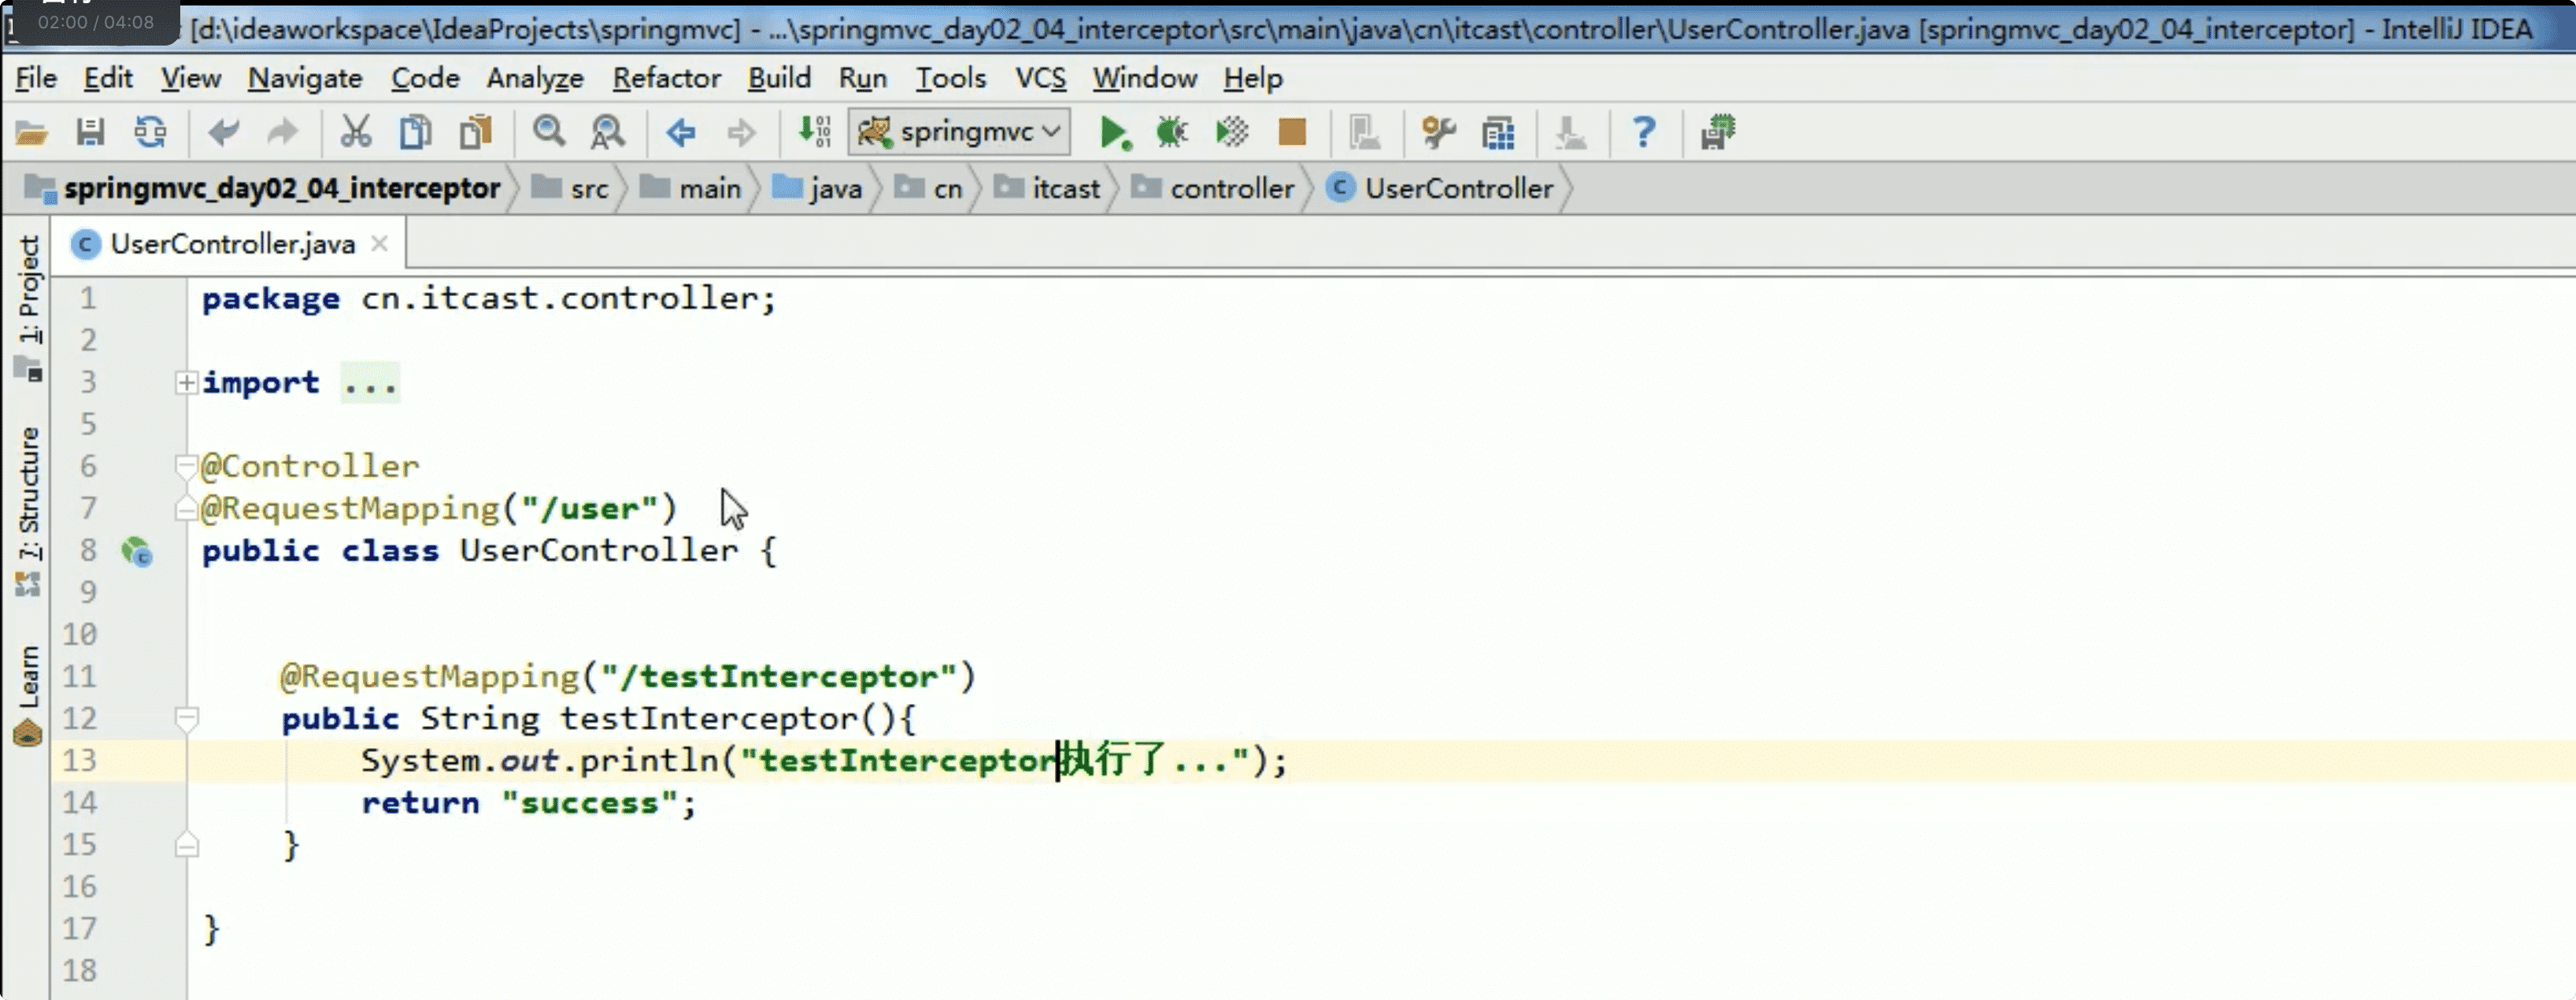 02:00 / 04:08
[d:\ideaworkspace\IdeaProjects\springmvc] - ...\springmvc_day02_04_interceptor\src\main\java\cn\itcast\controller\UserController.java [springmvc_day02_04_interceptor] - IntelliJ IDEA
File Edit View Navigate Code Analyze Refactor Build Run Tools VCS Window Help
springmvc
springmvc_day02_04_interceptor src main java cn itcast controller UserController
UserController.java
1: Project
7: Structure
Learn
1 package cn.itcast.controller;
2
3 import ...
5
6 @Controller
7 @RequestMapping("/user")
8 public class UserController {
9
10
11 @RequestMapping("/testInterceptor")
12 public String testInterceptor(){
13 System.out.println("testInterceptor执行了...");
14 return "success";
15 }
16
17 }
18